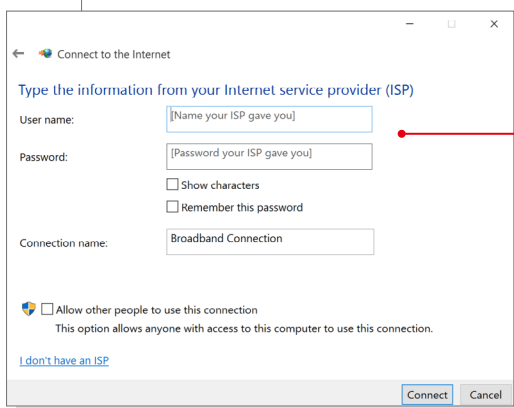 Connect to the Internet
Type the information from your Internet service provider (ISP)
User name:
[Name your ISP gave you]
Password:
[Password your ISP gave you]
Show characters
Remember this password
Connection name:
Broadband Connection
Allow other people to use this connection
This option allows anyone with access to this computer to use this connection.
I don't have an ISP
Connect Cancel